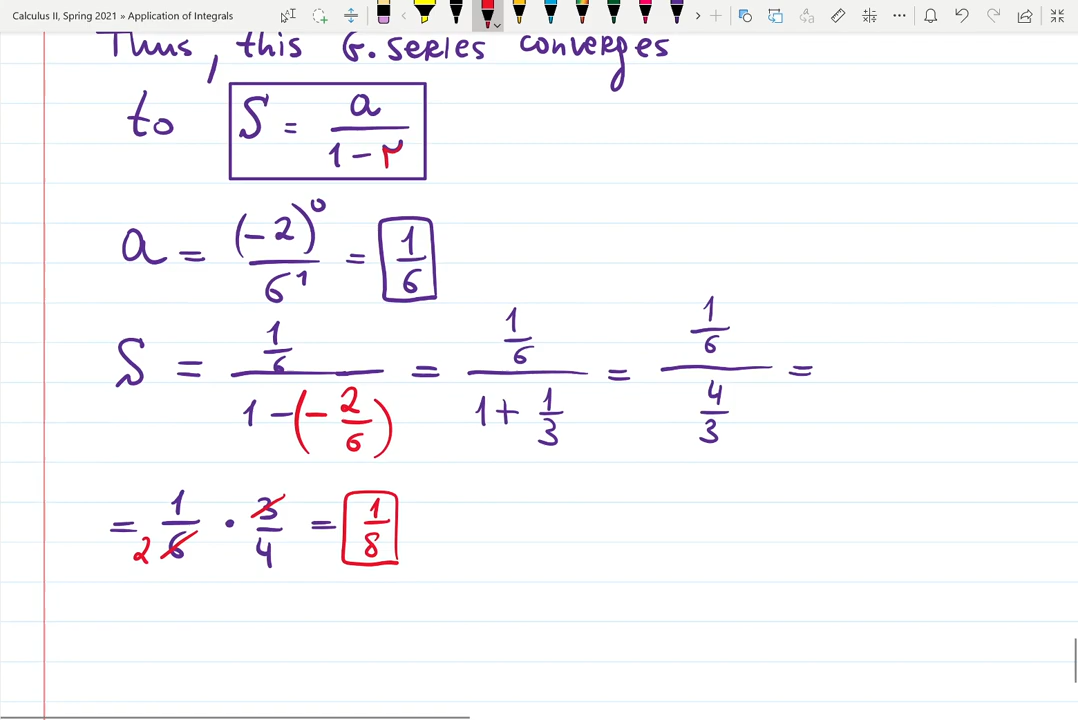 Calculus II, Spring 2021 » Application of Integrals
Thus, this G. series converges
to S = a / (1 - r)
a = (-2)^0 / 6^1 = 1/6
S = (1/6) / (1 - (-2/6)) = (1/6) / (1 + 1/3) = (1/6) / (4/3) =
= 1/6 · 3/4 = 1/8
2